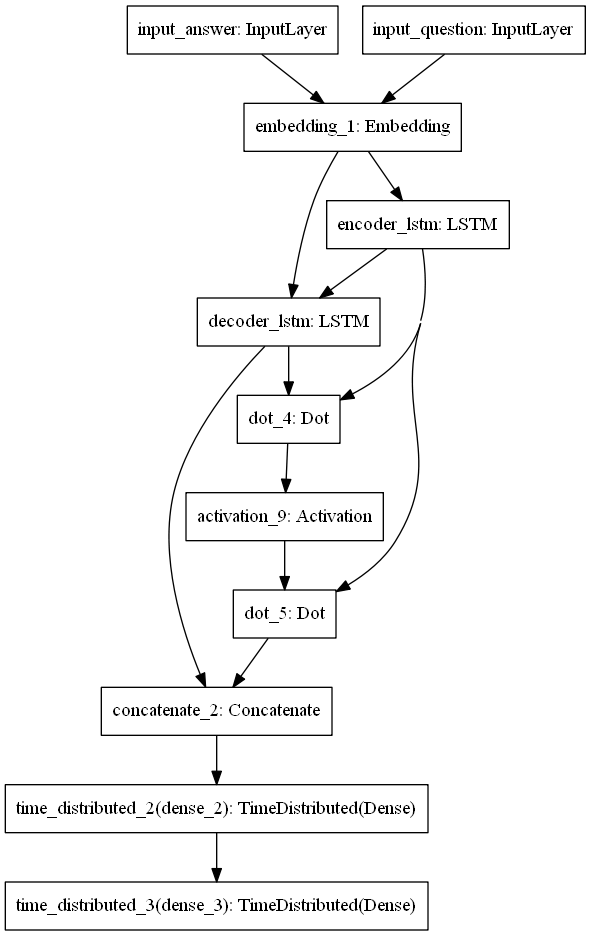 input_answer: InputLayer
input_question: InputLayer
embedding_1: Embedding
encoder_lstm: LSTM
decoder_lstm: LSTM
dot_4: Dot
activation_9: Activation
dot_5: Dot
concatenate_2: Concatenate
time_distributed_2(dense_2): TimeDistributed(Dense)
time_distributed_3(dense_3): TimeDistributed(Dense)